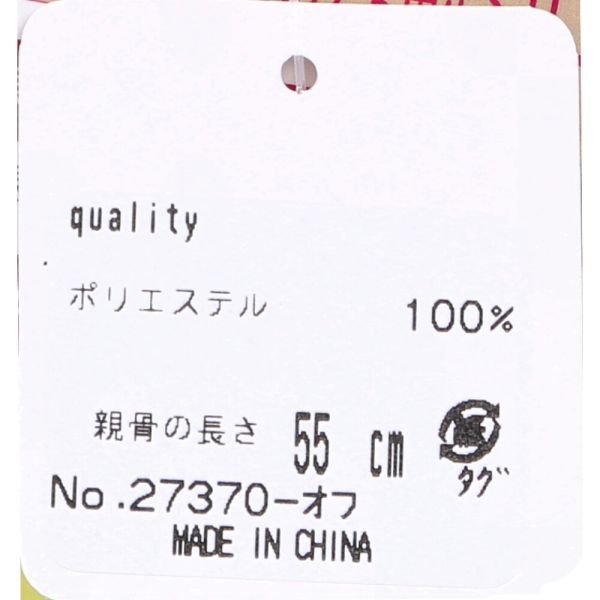 quality
ポリエステル 100%
親骨の長さ 55 cm
タグ
No.27370-オフ
MADE IN CHINA